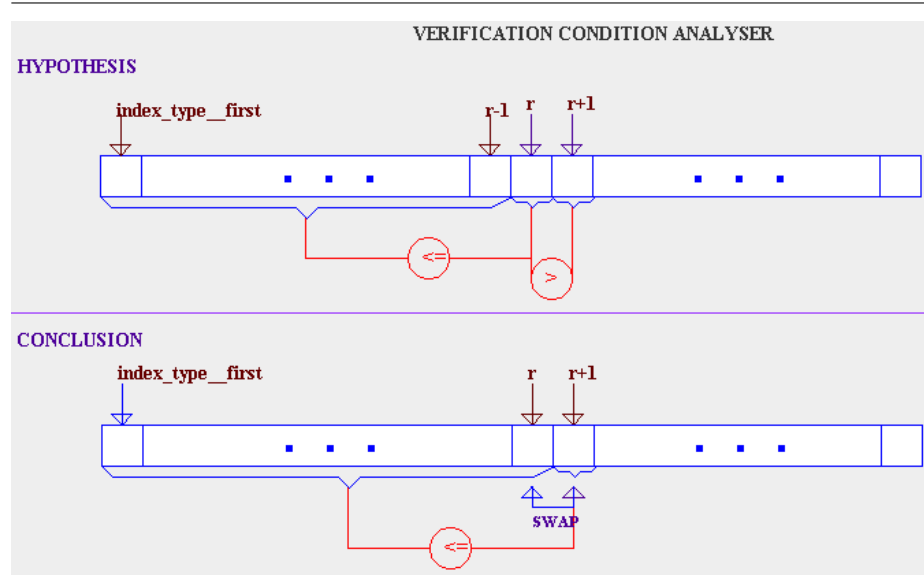 VERIFICATION CONDITION ANALYSER
HYPOTHESIS
index_type__first r-1 r r+1
<= >
CONCLUSION
index_type__first r r+1
SWAP
<=